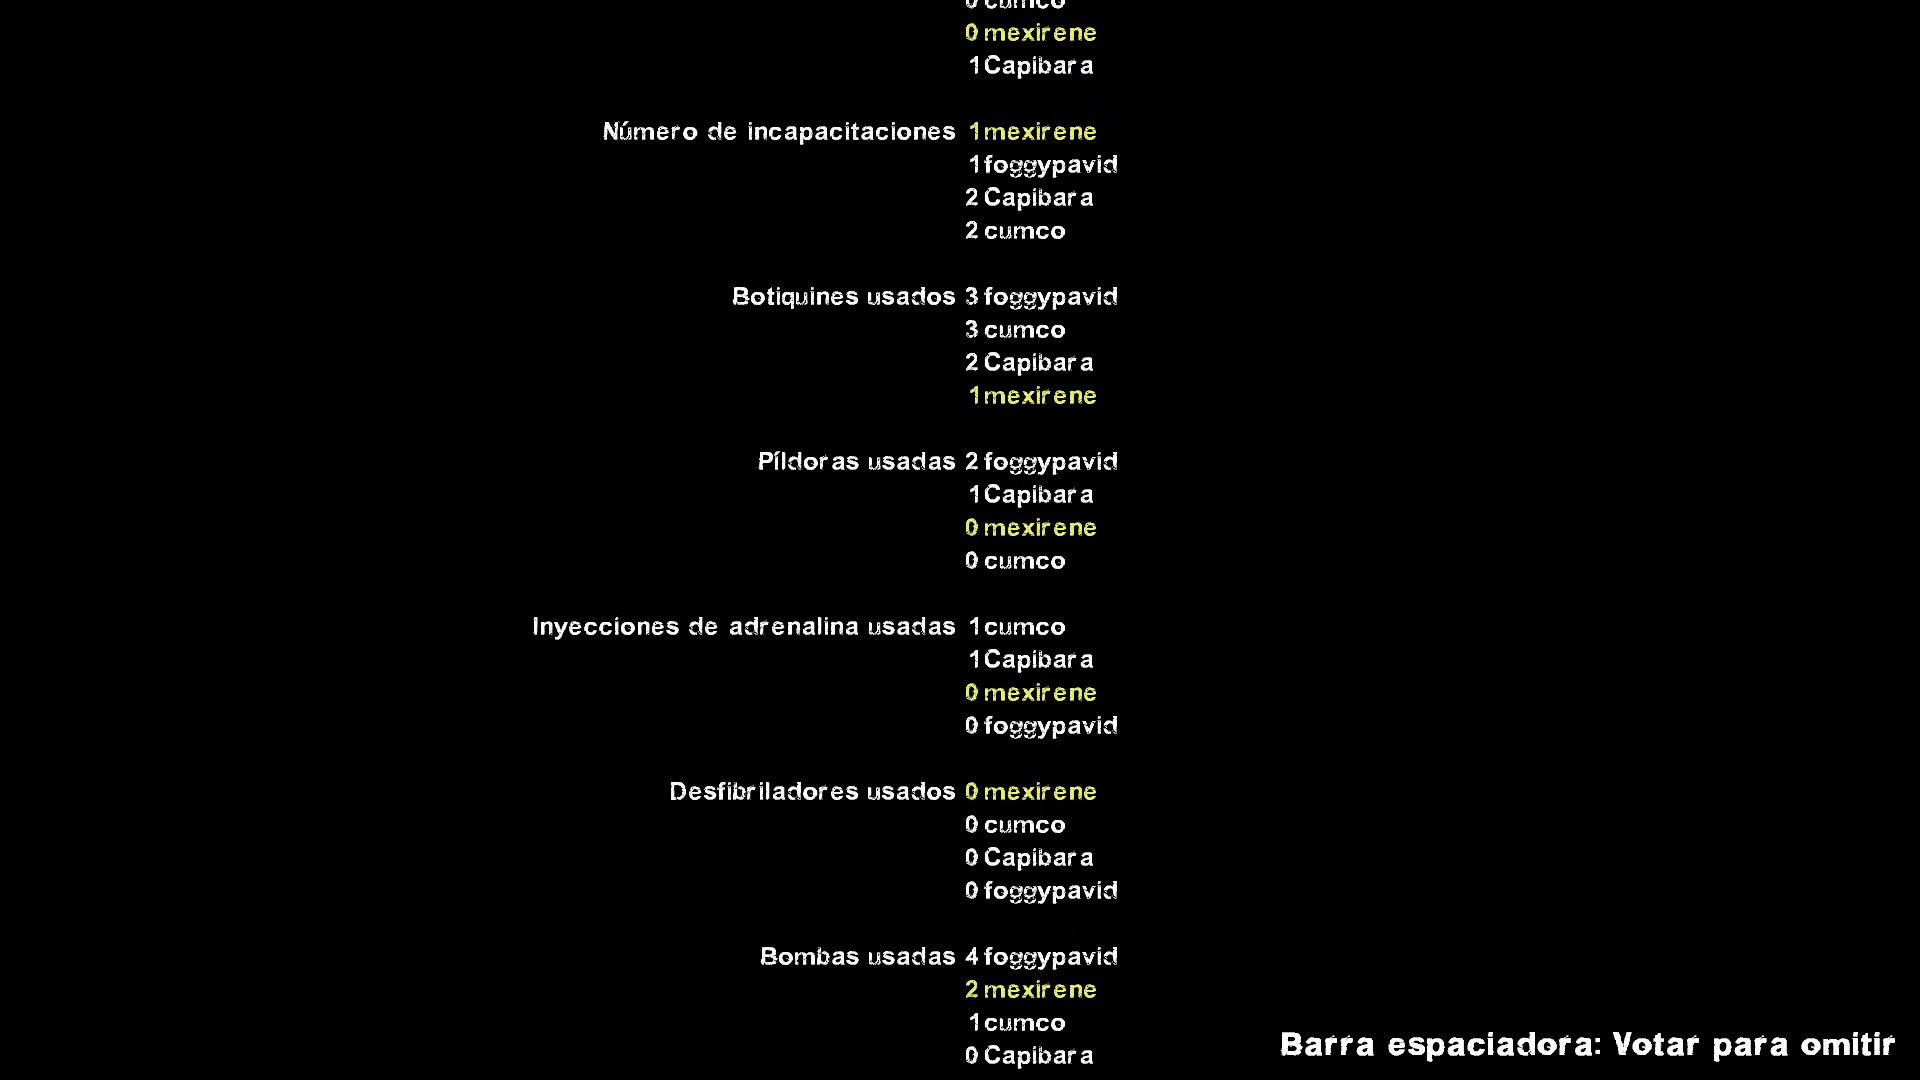 0 cumco
0 mexirene
1 Capibara
Número de incapacitaciones 1 mexirene
1 foggypavid
2 Capibara
2 cumco
Botiquines usados 3 foggypavid
3 cumco
2 Capibara
1 mexirene
Píldoras usadas 2 foggypavid
1 Capibara
0 mexirene
0 cumco
Inyecciones de adrenalina usadas 1 cumco
1 Capibara
0 mexirene
0 foggypavid
Desfibriladores usados 0 mexirene
0 cumco
0 Capibara
0 foggypavid
Bombas usadas 4 foggypavid
2 mexirene
1 cumco
0 Capibara
Barra espaciadora: Votar para omitir